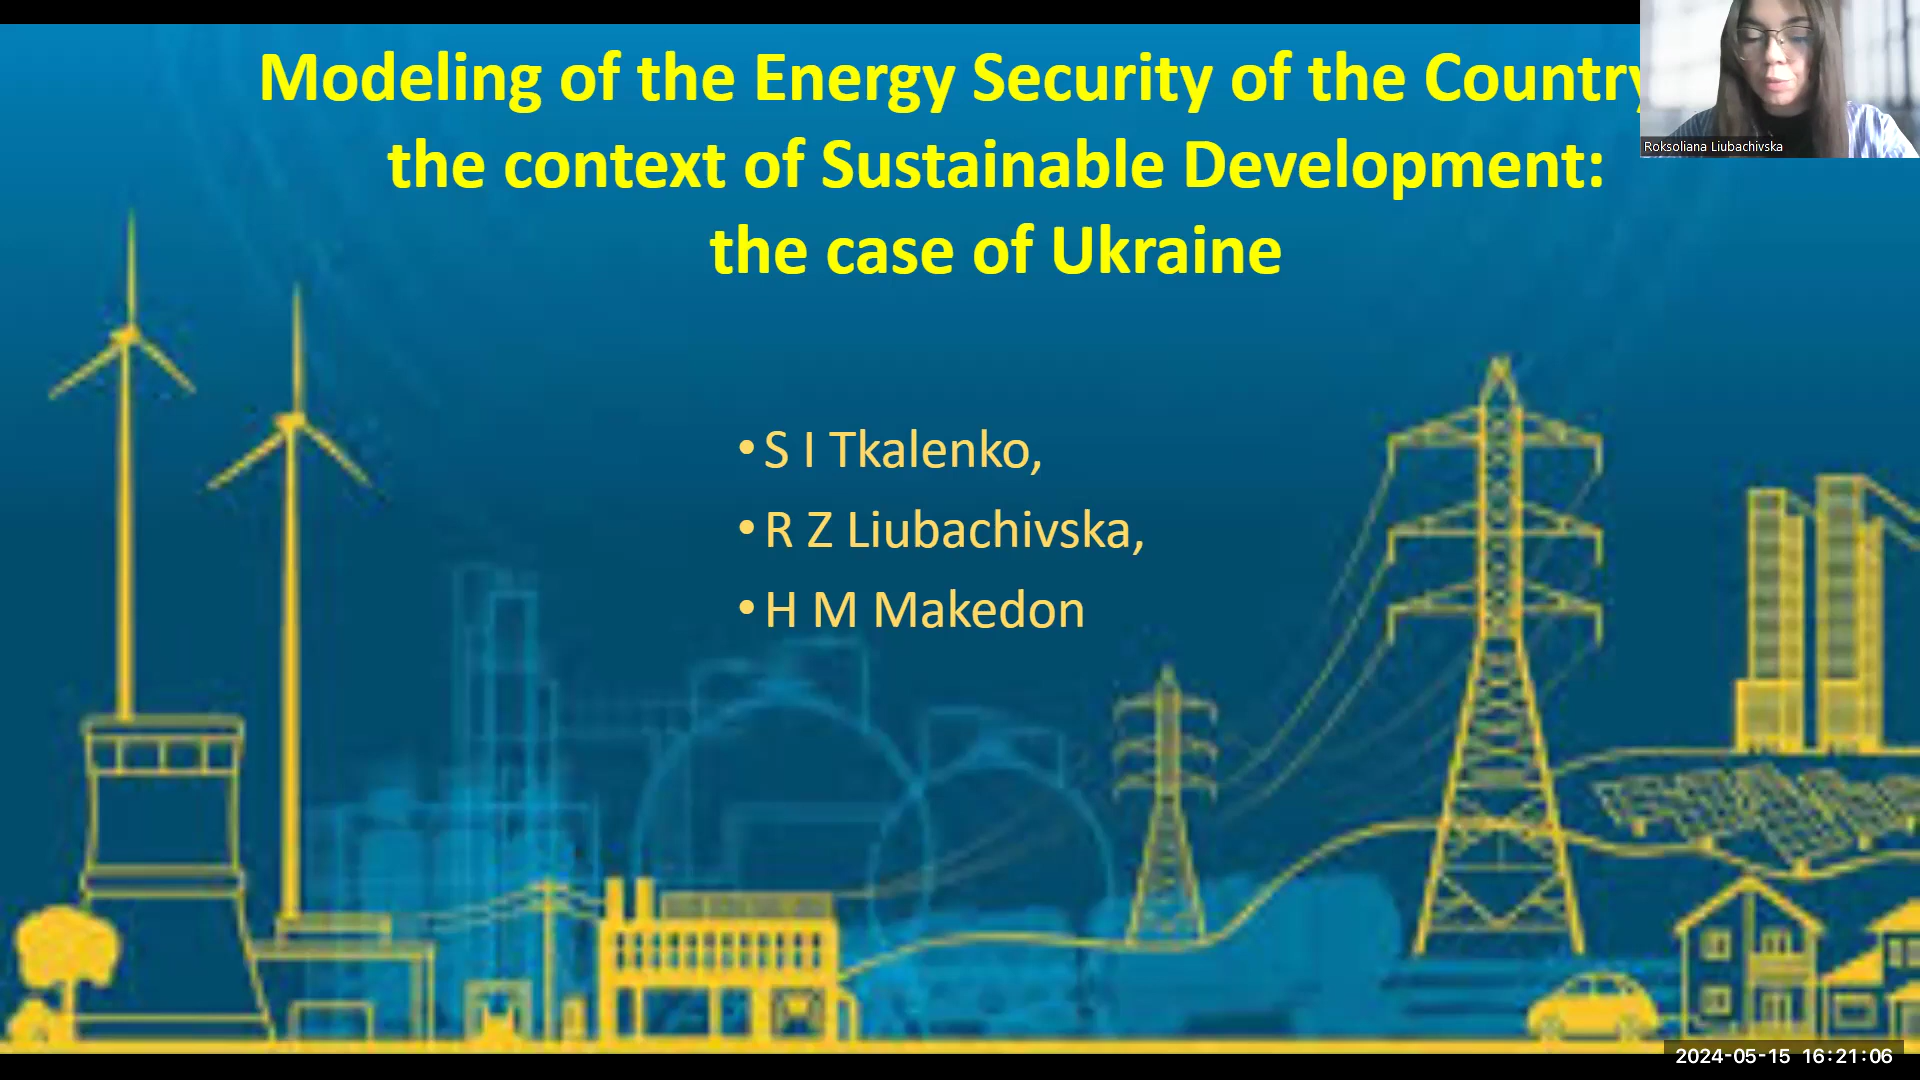 Modeling of the Energy Security of the Country
the context of Sustainable Development:
the case of Ukraine
• S I Tkalenko,
• R Z Liubachivska,
• H M Makedon
Roksoliana Liubachivska
2024-05-15 16:21:06